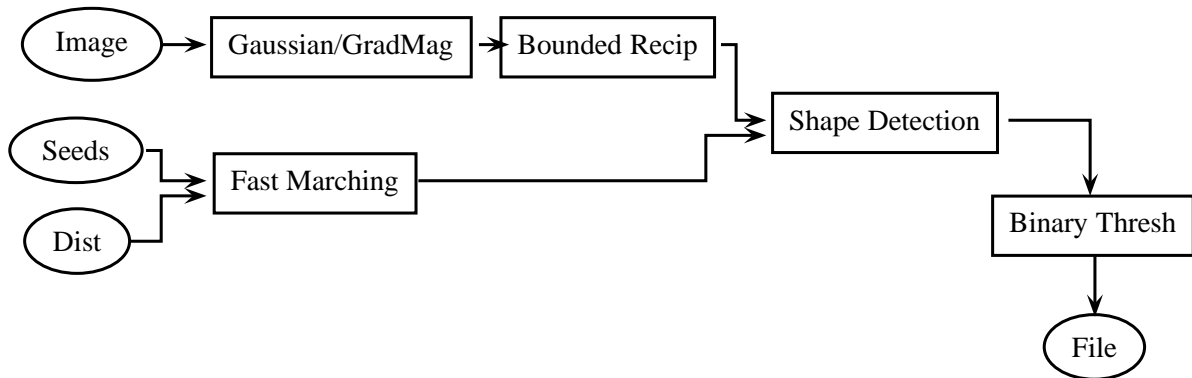 Image
Gaussian/GradMag
Bounded Recip
Shape Detection
Seeds
Fast Marching
Dist
Binary Thresh
File